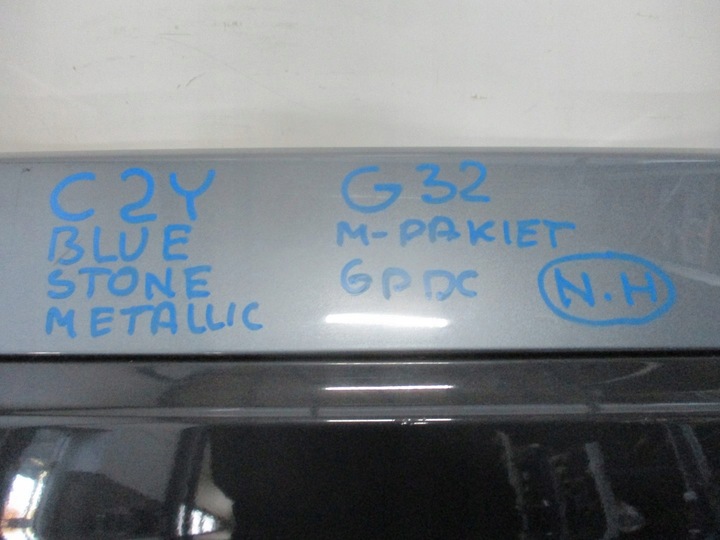 C2Y
BLUE
STONE
METALLIC
G32
M-PAKIET
6PDC
N.H